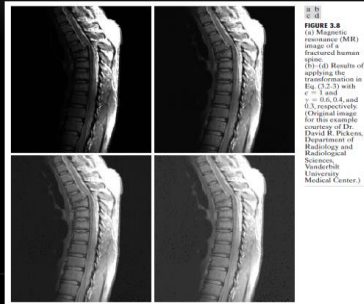 a b
c d
FIGURE 3.8
(a) Magnetic
resonance (MR)
image of a
fractured human
spine.
(b)–(d) Results of
applying the
transformation in
Eq. (3.2-3) with
c = 1 and
γ = 0.6, 0.4, and
0.3, respectively.
(Original image
for this example
courtesy of Dr.
David R. Pickens,
Department of
Radiology and
Radiological
Sciences,
Vanderbilt
University
Medical Center.)